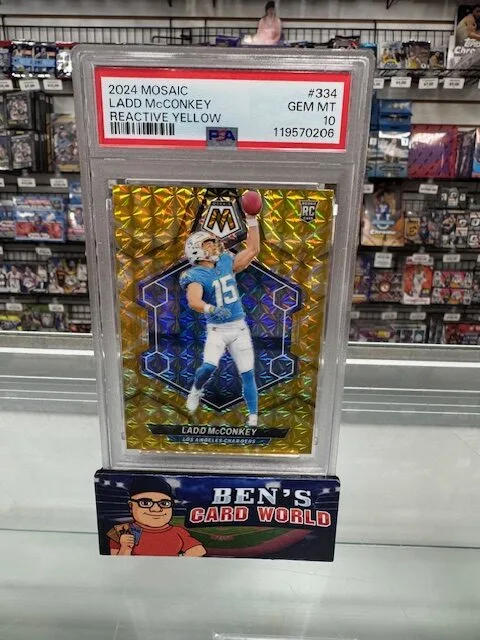 2024 MOSAIC #334
LADD McCONKEY GEM MT
REACTIVE YELLOW 10
PSA 119570206
M
RC
15
LADD McCONKEY
LOS ANGELES CHARGERS
BEN'S
CARD WORLD